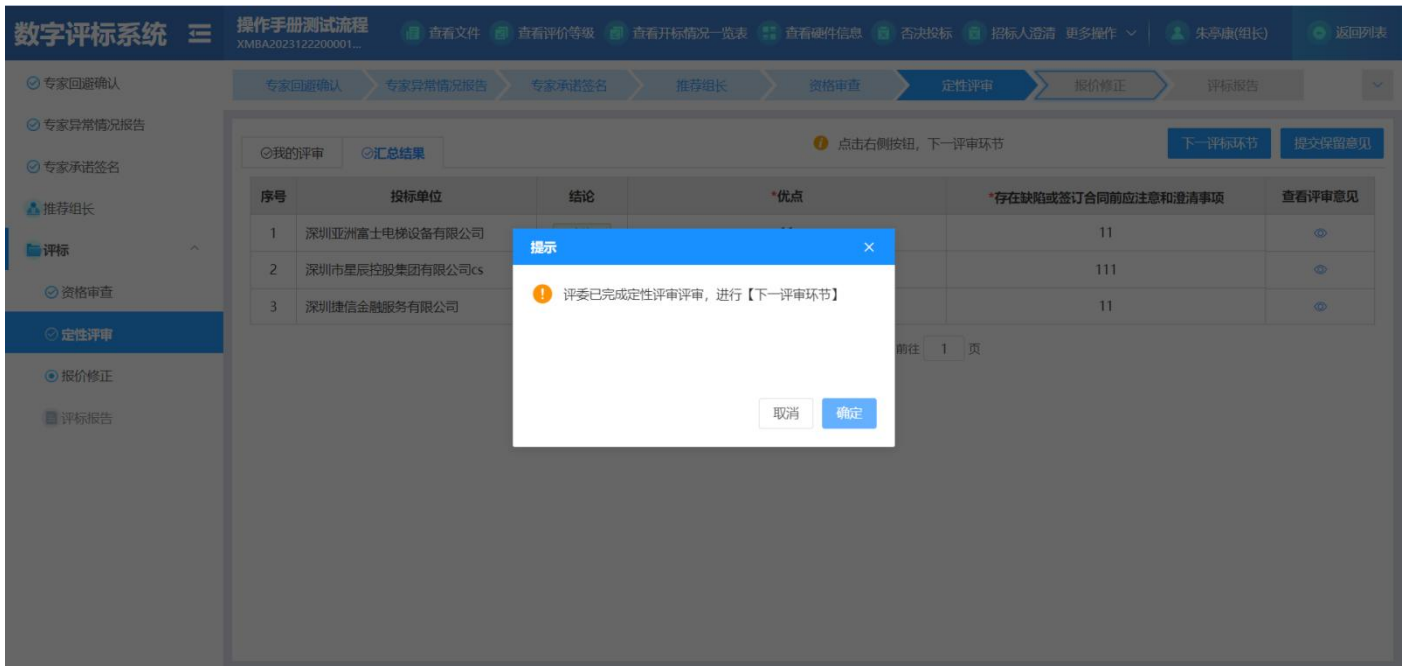 数字评标系统
操作手册测试流程
XMBA2023122200001...
查看文件 查看评价等级 查看开标情况一览表 查看硬件信息 否决投标 招标人澄清 更多操作 朱亭康(组长) 返回列表
专家回避确认
专家异常情况报告
专家承诺签名
推荐组长
评标
资格审查
定性评审
报价修正
评标报告
专家回避确认 专家异常情况报告 专家承诺签名 推荐组长 资格审查 定性评审 报价修正 评标报告
我的评审 汇总结果 点击右侧按钮，下一评审环节 下一评标环节 提交保留意见
序号 投标单位 结论 *优点 *存在缺陷或签订合同前应注意和澄清事项 查看评审意见
1 深圳亚洲富士电梯设备有限公司 11
2 深圳市星辰控股集团有限公司cs 111
3 深圳捷信金融服务有限公司 11
前往 1 页
提示
评委已完成定性评审评审，进行【下一评审环节】
取消 确定